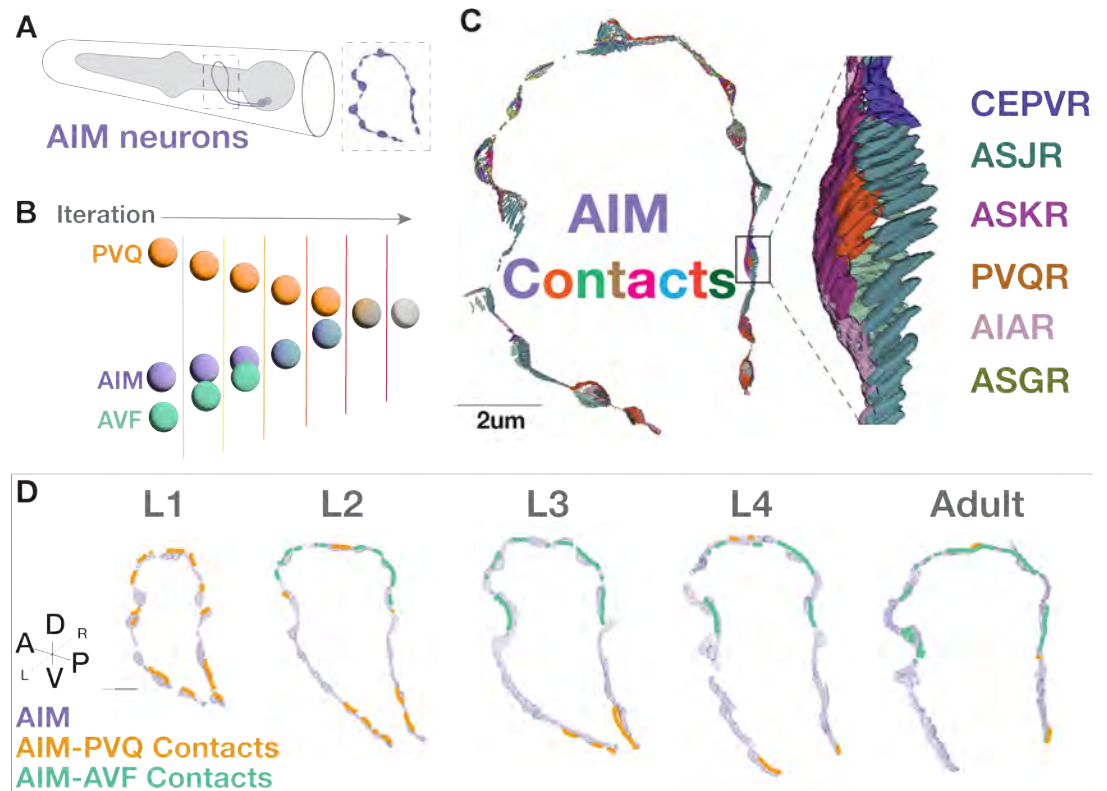 A
AIM neurons
B
Iteration
PVQ
AIM
AVF
C
AIM
Contacts
2um
CEPVR
ASJR
ASKR
PVQR
AIAR
ASGR
D
L1
L2
L3
L4
Adult
D
R
A
P
L
V
AIM
AIM-PVQ Contacts
AIM-AVF Contacts